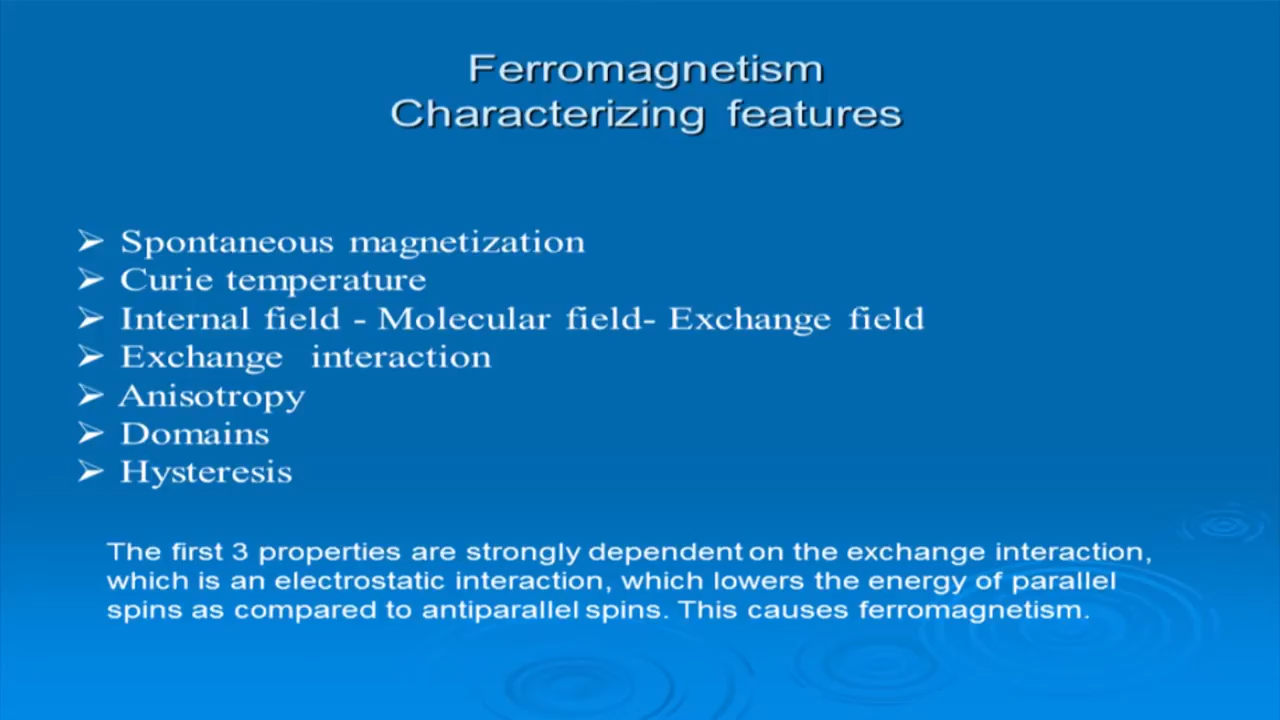 Ferromagnetism
Characterizing features
➢ Spontaneous magnetization
➢ Curie temperature
➢ Internal field - Molecular field- Exchange field
➢ Exchange interaction
➢ Anisotropy
➢ Domains
➢ Hysteresis
The first 3 properties are strongly dependent on the exchange interaction,
which is an electrostatic interaction, which lowers the energy of parallel
spins as compared to antiparallel spins. This causes ferromagnetism.